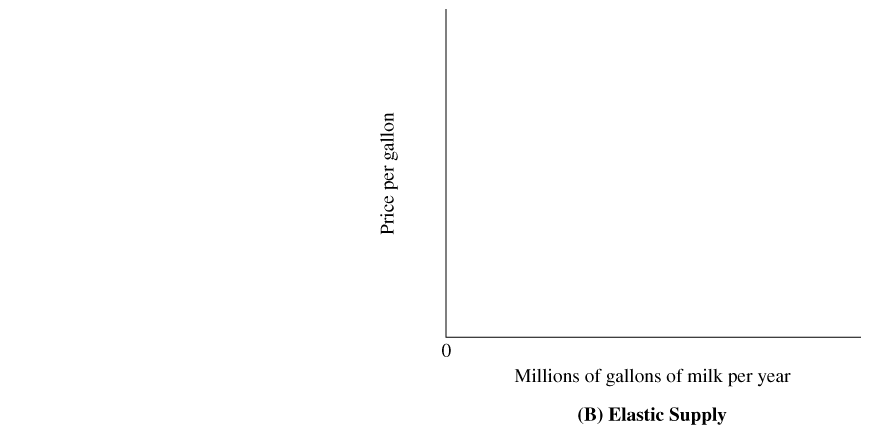 Price per gallon
0
Millions of gallons of milk per year
(B) Elastic Supply